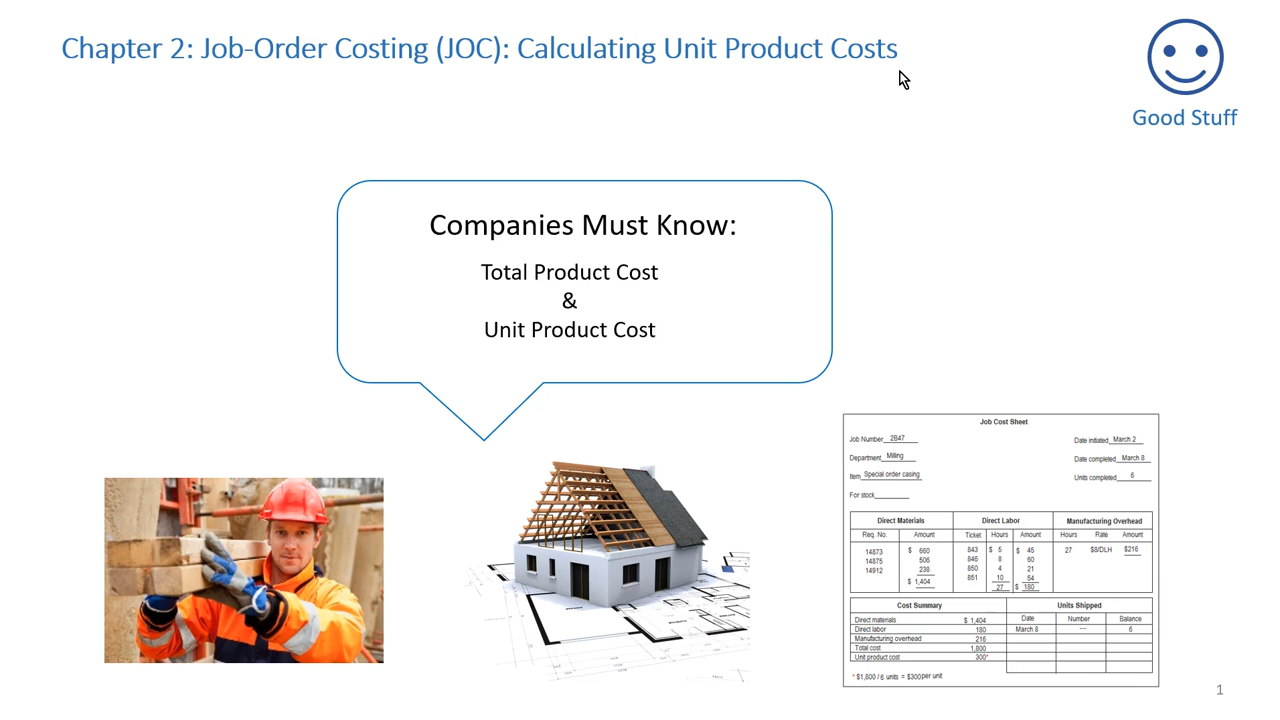 Chapter 2: Job-Order Costing (JOC): Calculating Unit Product Costs
Good Stuff
Companies Must Know:
Total Product Cost
&
Unit Product Cost
Job Cost Sheet
Job Number 2B47
Date initiated March 2
Department Milling
Date completed March 8
Item Special order casing
Units completed 6
For stock
Direct Materials Direct Labor Manufacturing Overhead
Req. No. Amount Ticket Hours Amount Hours Rate Amount
14873 $ 660 843 $ 5 $ 45 27 $8/DLH $216
14875 506 846 8 60
14912 238 850 4 21
$ 1,404 851 10 54
27 $ 180
Cost Summary Units Shipped
Direct materials $ 1,404 Date Number Balance
Direct labor 180 March 8 --- 6
Manufacturing overhead 216
Total cost 1,800
Unit product cost 300*
* $1,800 / 6 units = $300 per unit
1